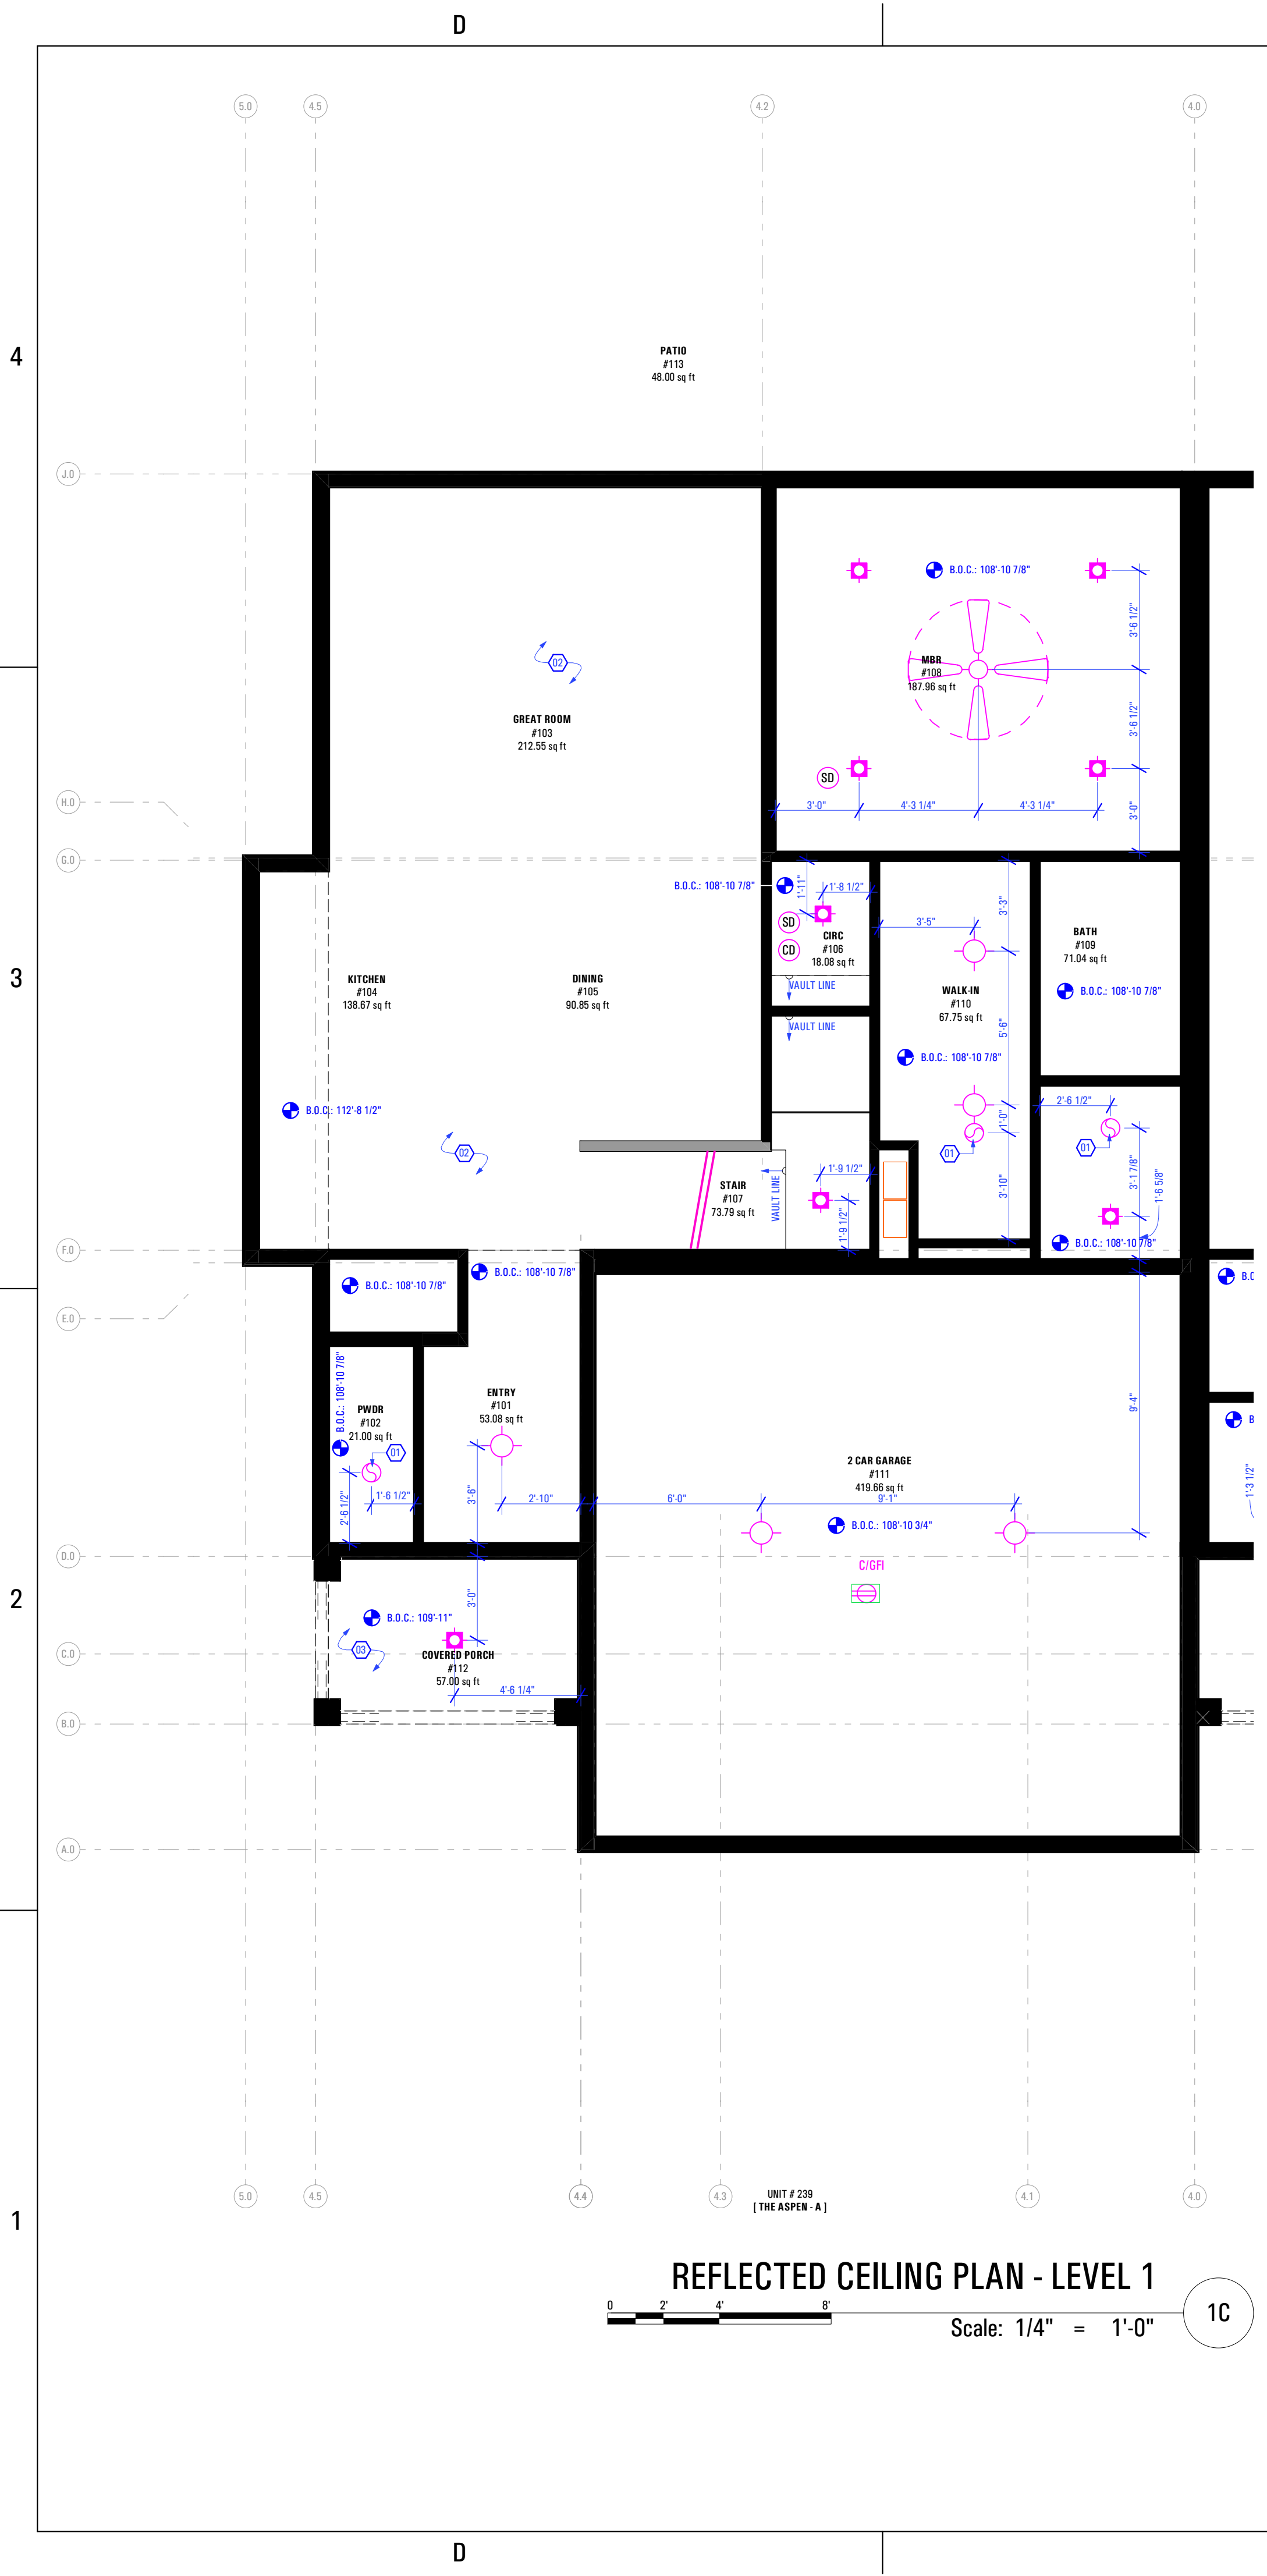 D
5.0
4.5
4.2
4.0
4
PATIO
#113
48.00 sq ft
J.0
B.O.C.: 108'-10 7/8"
3'-6 1/2"
02
MBR
#108
187.96 sq ft
GREAT ROOM
#103
212.55 sq ft
3'-6 1/2"
SD
H.0
3'-0"
4'-3 1/4"
4'-3 1/4"
3'-0"
G.0
B.O.C.: 108'-10 7/8"
1'-11"
1'-8 1/2"
3'-3"
SD
3'-5"
CIRC
#106
18.08 sq ft
CD
BATH
#109
71.04 sq ft
3
KITCHEN
#104
138.67 sq ft
DINING
#105
90.85 sq ft
VAULT LINE
WALK-IN
#110
67.75 sq ft
B.O.C.: 108'-10 7/8"
VAULT LINE
5'-6"
B.O.C.: 108'-10 7/8"
B.O.C.: 112'-8 1/2"
2'-6 1/2"
1'-0"
02
01
01
1'-9 1/2"
STAIR
#107
73.79 sq ft
VAULT LINE
3'-10"
3'-1 7/8"
1'-6 5/8"
1'-9 1/2"
B.O.C.: 108'-10 7/8"
F.0
B.O.C.: 108'-10 7/8"
B.O.C.: 108'-10 7/8"
B.C
E.0
B.O.C.: 108'-10 7/8"
ENTRY
#101
53.08 sq ft
PWDR
#102
21.00 sq ft
9'-4"
B
01
2 CAR GARAGE
#111
419.66 sq ft
1'-6 1/2"
2'-6 1/2"
3'-6"
2'-10"
6'-0"
9'-1"
1'-3 1/2"
B.O.C.: 108'-10 3/4"
D.0
C/GFI
2
3'-0"
B.O.C.: 109'-11"
03
C.0
COVERED PORCH
#112
57.00 sq ft
4'-6 1/4"
B.0
A.0
5.0
4.5
4.4
4.3
4.1
4.0
UNIT # 239
[ THE ASPEN - A ]
1
REFLECTED CEILING PLAN - LEVEL 1
0 2' 4' 8'
1C
Scale: 1/4" = 1'-0"
D